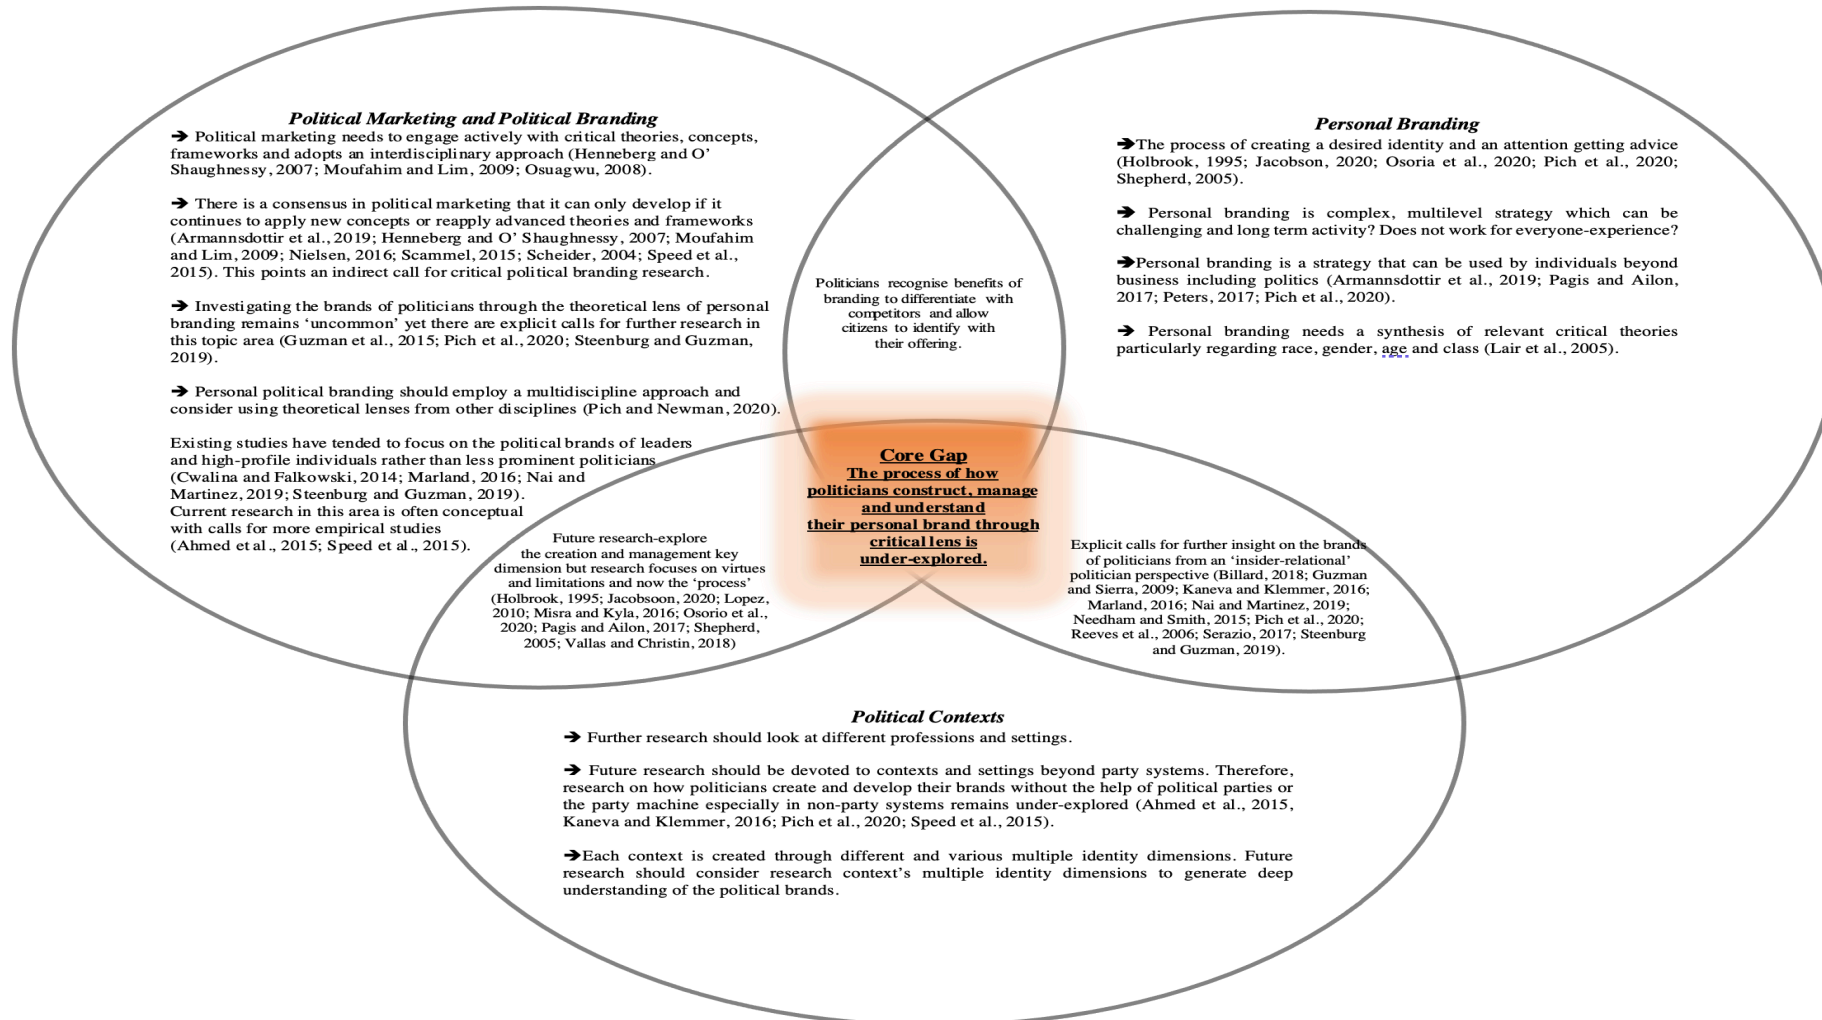 Political Marketing and Political Branding
➔ Political marketing needs to engage actively with critical theories, concepts,
frameworks and adopts an interdisciplinary approach (Henneberg and O’
Shaughnessy, 2007; Moufahim and Lim, 2009; Osuagwu, 2008).
➔ There is a consensus in political marketing that it can only develop if it
continues to apply new concepts or reapply advanced theories and frameworks
(Armannsdottir et al., 2019; Henneberg and O’ Shaughnessy, 2007; Moufahim
and Lim, 2009; Nielsen, 2016; Scammel, 2015; Scheider, 2004; Speed et al.,
2015). This points an indirect call for critical political branding research.
➔ Investigating the brands of politicians through the theoretical lens of personal
branding remains ‘uncommon’ yet there are explicit calls for further research in
this topic area (Guzman et al., 2015; Pich et al., 2020; Steenburg and Guzman,
2019).
➔ Personal political branding should employ a multidiscipline approach and
consider using theoretical lenses from other disciplines (Pich and Newman, 2020).
Existing studies have tended to focus on the political brands of leaders
and high-profile individuals rather than less prominent politicians
(Cwalina and Falkowski, 2014; Marland, 2016; Nai and
Martinez, 2019; Steenburg and Guzman, 2019).
Current research in this area is often conceptual
with calls for more empirical studies
(Ahmed et al., 2015; Speed et al., 2015).
Politicians recognise benefits of
branding to differentiate with
competitors and allow
citizens to identify with
their offering.
Personal Branding
➔The process of creating a desired identity and an attention getting advice
(Holbrook, 1995; Jacobson, 2020; Osoria et al., 2020; Pich et al., 2020;
Shepherd, 2005).
➔ Personal branding is complex, multilevel strategy which can be
challenging and long term activity? Does not work for everyone-experience?
➔Personal branding is a strategy that can be used by individuals beyond
business including politics (Armannsdottir et al., 2019; Pagis and Ailon,
2017; Peters, 2017; Pich et al., 2020).
➔ Personal branding needs a synthesis of relevant critical theories
particularly regarding race, gender, age and class (Lair et al., 2005).
Core Gap
The process of how
politicians construct, manage
and understand
their personal brand through
critical lens is
under-explored.
Future research-explore
the creation and management key
dimension but research focuses on virtues
and limitations and now the ‘process’
(Holbrook, 1995; Jacobsoon, 2020; Lopez,
2010; Misra and Kyla, 2016; Osorio et al.,
2020; Pagis and Ailon, 2017; Shepherd,
2005; Vallas and Christin, 2018)
Explicit calls for further insight on the brands
of politicians from an ‘insider-relational’
politician perspective (Billard, 2018; Guzman
and Sierra, 2009; Kaneva and Klemmer, 2016;
Marland, 2016; Nai and Martinez, 2019;
Needham and Smith, 2015; Pich et al., 2020;
Reeves et al., 2006; Serazio, 2017; Steenburg
and Guzman, 2019).
Political Contexts
➔ Further research should look at different professions and settings.
➔ Future research should be devoted to contexts and settings beyond party systems. Therefore,
research on how politicians create and develop their brands without the help of political parties or
the party machine especially in non-party systems remains under-explored (Ahmed et al., 2015,
Kaneva and Klemmer, 2016; Pich et al., 2020; Speed et al., 2015).
➔Each context is created through different and various multiple identity dimensions. Future
research should consider research context’s multiple identity dimensions to generate deep
understanding of the political brands.